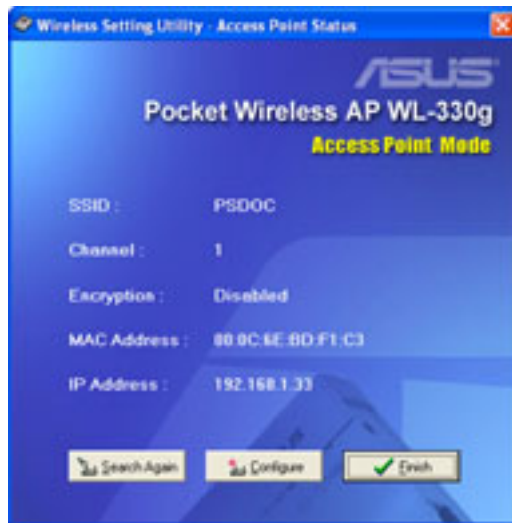 Wireless Setting Utility - Access Point Status
ASUS
Pocket Wireless AP WL-330g
Access Point Mode
SSID : PSDOC
Channel : 1
Encryption : Disabled
MAC Address : 00:0C:6E:BD:F1:C3
IP Address : 192.168.1.33
Search Again Configure Finish